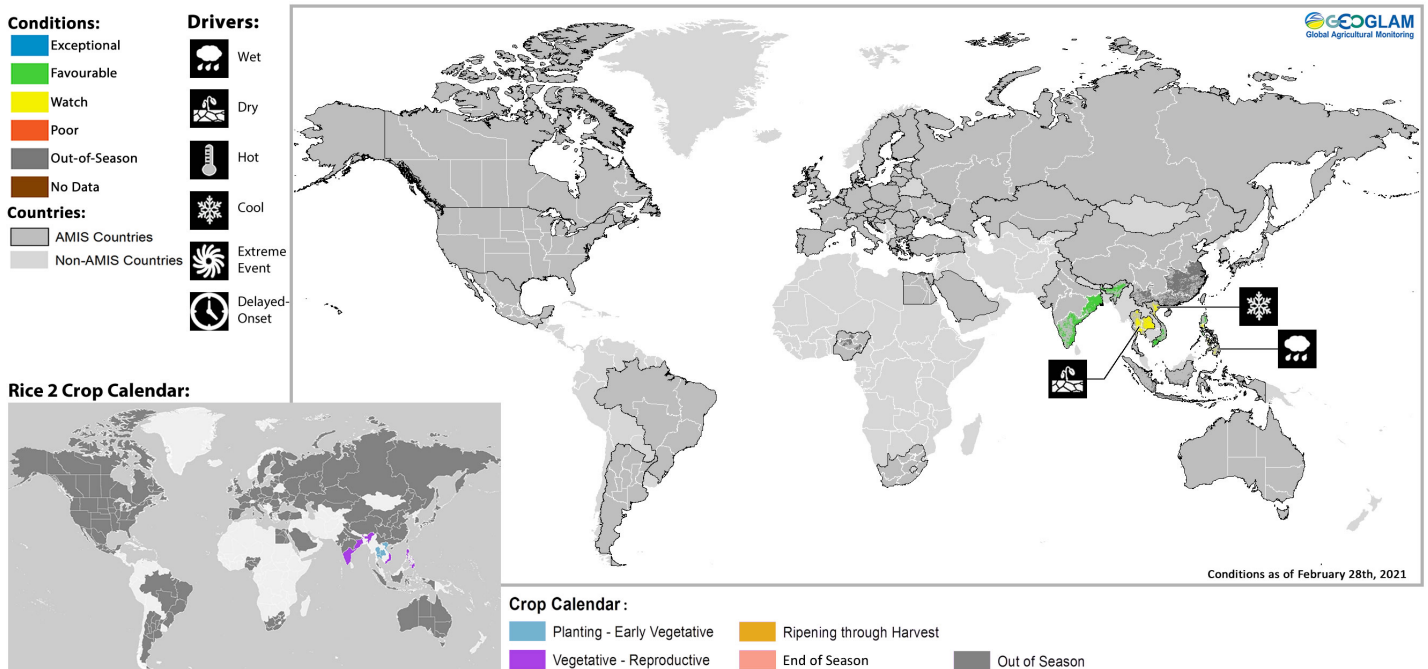 Conditions:
Exceptional
Favourable
Watch
Poor
Out-of-Season
No Data
Countries:
AMIS Countries
Non-AMIS Countries
Drivers:
Wet
Dry
Hot
Cool
Extreme
Event
Delayed-
Onset
GEOGLAM
Global Agricultural Monitoring
Conditions as of February 28th, 2021
Rice 2 Crop Calendar:
Crop Calendar :
Planting - Early Vegetative
Ripening through Harvest
Vegetative - Reproductive
End of Season
Out of Season